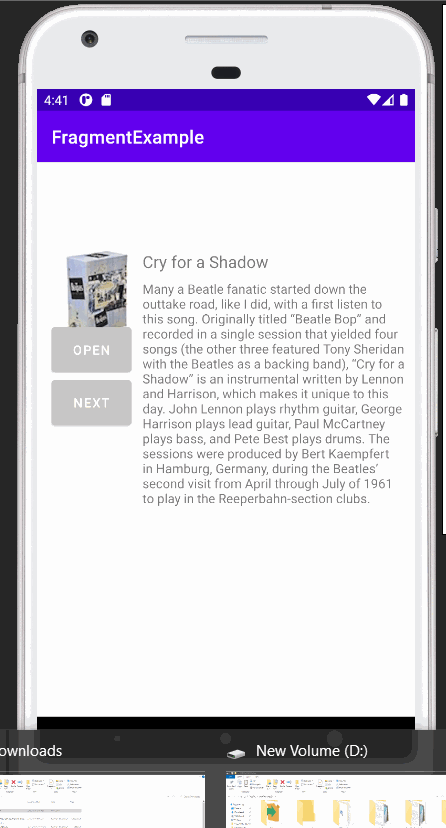 4:41
FragmentExample
Cry for a Shadow
Many a Beatle fanatic started down the
outtake road, like I did, with a first listen to
this song. Originally titled “Beatle Bop” and
recorded in a single session that yielded four
songs (the other three featured Tony Sheridan
with the Beatles as a backing band), “Cry for a
Shadow” is an instrumental written by Lennon
and Harrison, which makes it unique to this
day. John Lennon plays rhythm guitar, George
Harrison plays lead guitar, Paul McCartney
plays bass, and Pete Best plays drums. The
sessions were produced by Bert Kaempfert
in Hamburg, Germany, during the Beatles’
second visit from April through July of 1961
to play in the Reeperbahn-section clubs.
OPEN
NEXT
ownloads
New Volume (D:)